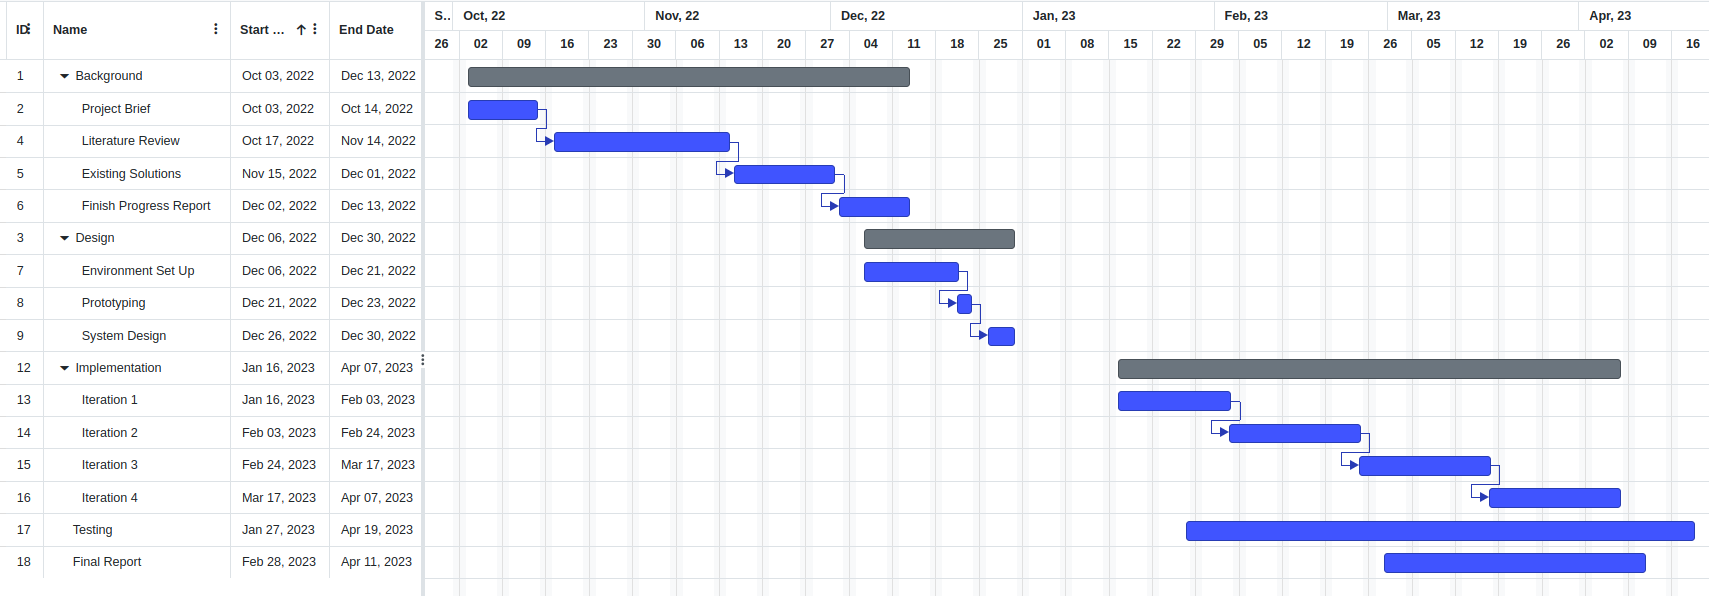 ID Name Start ... End Date S.. Oct, 22 Nov, 22 Dec, 22 Jan, 23 Feb, 23 Mar, 23 Apr, 23
26 02 09 16 23 30 06 13 20 27 04 11 18 25 01 08 15 22 29 05 12 19 26 05 12 19 26 02 09 16
1 Background Oct 03, 2022 Dec 13, 2022
2 Project Brief Oct 03, 2022 Oct 14, 2022
4 Literature Review Oct 17, 2022 Nov 14, 2022
5 Existing Solutions Nov 15, 2022 Dec 01, 2022
6 Finish Progress Report Dec 02, 2022 Dec 13, 2022
3 Design Dec 06, 2022 Dec 30, 2022
7 Environment Set Up Dec 06, 2022 Dec 21, 2022
8 Prototyping Dec 21, 2022 Dec 23, 2022
9 System Design Dec 26, 2022 Dec 30, 2022
12 Implementation Jan 16, 2023 Apr 07, 2023
13 Iteration 1 Jan 16, 2023 Feb 03, 2023
14 Iteration 2 Feb 03, 2023 Feb 24, 2023
15 Iteration 3 Feb 24, 2023 Mar 17, 2023
16 Iteration 4 Mar 17, 2023 Apr 07, 2023
17 Testing Jan 27, 2023 Apr 19, 2023
18 Final Report Feb 28, 2023 Apr 11, 2023